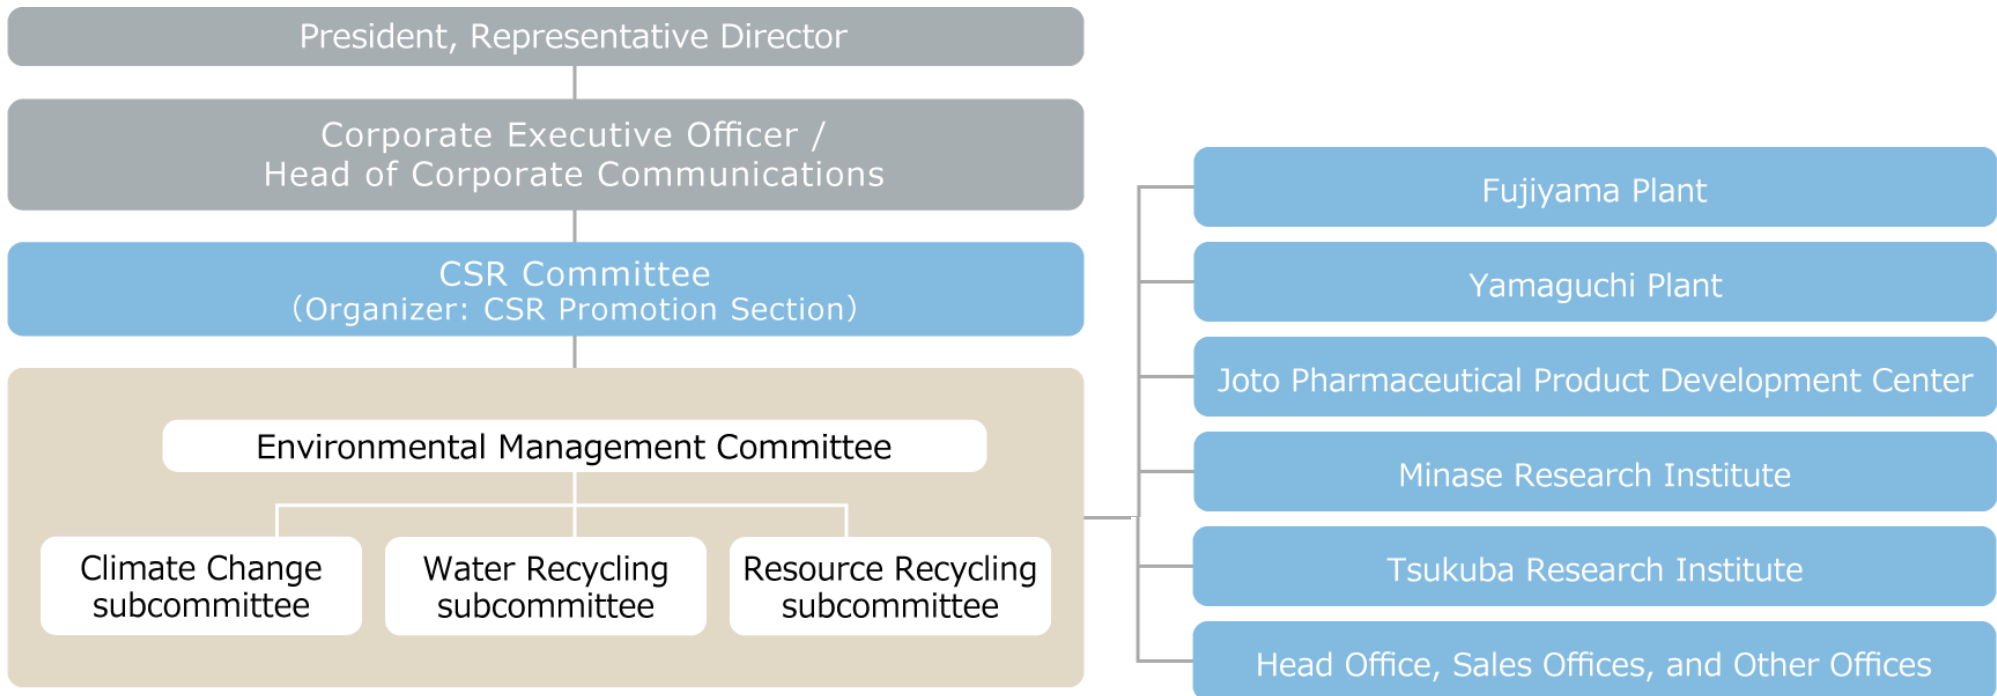 President, Representative Director
Corporate Executive Officer /
Head of Corporate Communications
CSR Committee
(Organizer: CSR Promotion Section)
Environmental Management Committee
Climate Change
subcommittee
Water Recycling
subcommittee
Resource Recycling
subcommittee
Fujiyama Plant
Yamaguchi Plant
Joto Pharmaceutical Product Development Center
Minase Research Institute
Tsukuba Research Institute
Head Office, Sales Offices, and Other Offices